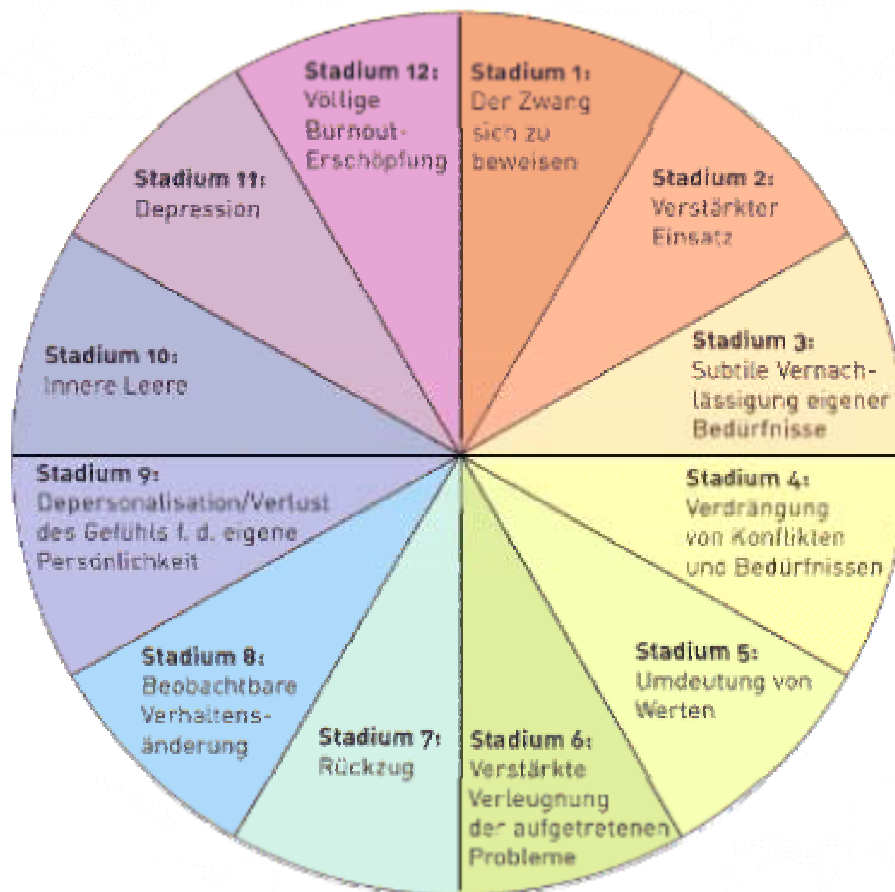 Stadium 1:
Der Zwang
sich zu
beweisen
Stadium 2:
Verstärkter
Einsatz
Stadium 3:
Subtile Vernach-
lässigung eigener
Bedürfnisse
Stadium 4:
Verdrängung
von Konflikten
und Bedürfnissen
Stadium 5:
Umdeutung von
Werten
Stadium 6:
Verstärkte
Verleugnung
der aufgetretenen
Probleme
Stadium 7:
Rückzug
Stadium 8:
Beobachtbare
Verhaltens-
änderung
Stadium 9:
Depersonalisation/Verlust
des Gefühls f. d. eigene
Persönlichkeit
Stadium 10:
Innere Leere
Stadium 11:
Depression
Stadium 12:
Völlige
Burnout-
Erschöpfung